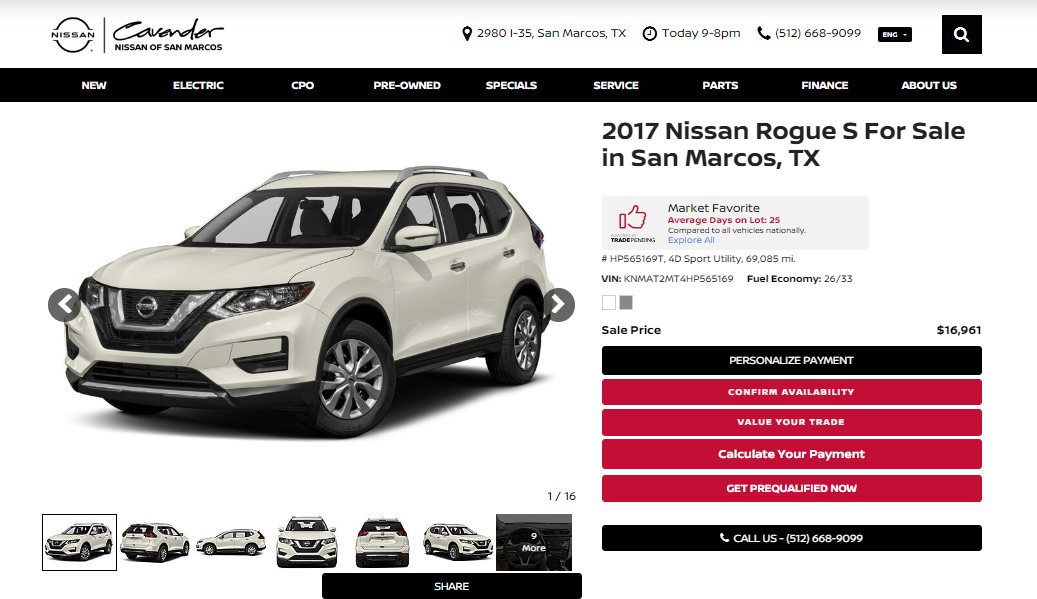 NISSAN
Cavender
NISSAN OF SAN MARCOS
2980 I-35, San Marcos, TX
Today 9-8pm
(512) 668-9099
ENG
NEW
ELECTRIC
CPO
PRE-OWNED
SPECIALS
SERVICE
PARTS
FINANCE
ABOUT US
2017 Nissan Rogue S For Sale
in San Marcos, TX
Market Favorite
Average Days on Lot: 25
Compared to all vehicles nationally.
Explore All
POWERED BY
TRADEPENDING
# HP565169T, 4D Sport Utility, 69,085 mi.
VIN: KNMAT2MT4HP565169 Fuel Economy: 26/33
Sale Price $16,961
PERSONALIZE PAYMENT
CONFIRM AVAILABILITY
VALUE YOUR TRADE
Calculate Your Payment
GET PREQUALIFIED NOW
CALL US - (512) 668-9099
1 / 16
9
More
SHARE